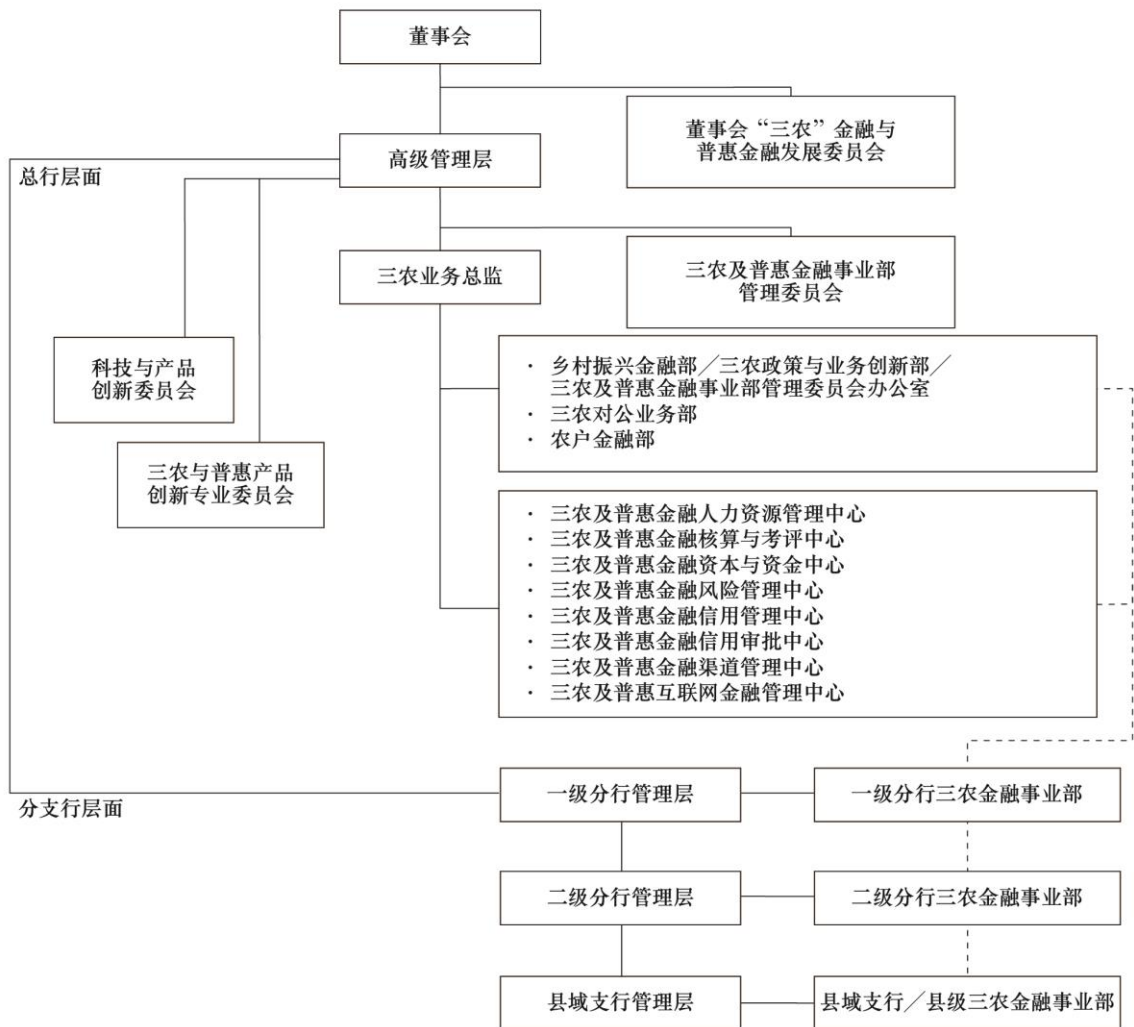 董事会
董事会“三农”金融与
普惠金融发展委员会
高级管理层
总行层面
三农业务总监
三农及普惠金融事业部
管理委员会
科技与产品
创新委员会
三农与普惠产品
创新专业委员会
· 乡村振兴金融部／三农政策与业务创新部／
三农及普惠金融事业部管理委员会办公室
· 三农对公业务部
· 农户金融部
· 三农及普惠金融人力资源管理中心
· 三农及普惠金融核算与考评中心
· 三农及普惠金融资本与资金中心
· 三农及普惠金融风险管理中心
· 三农及普惠金融信用管理中心
· 三农及普惠金融信用审批中心
· 三农及普惠金融渠道管理中心
· 三农及普惠互联网金融管理中心
分支行层面
一级分行管理层
一级分行三农金融事业部
二级分行管理层
二级分行三农金融事业部
县域支行管理层
县域支行／县级三农金融事业部